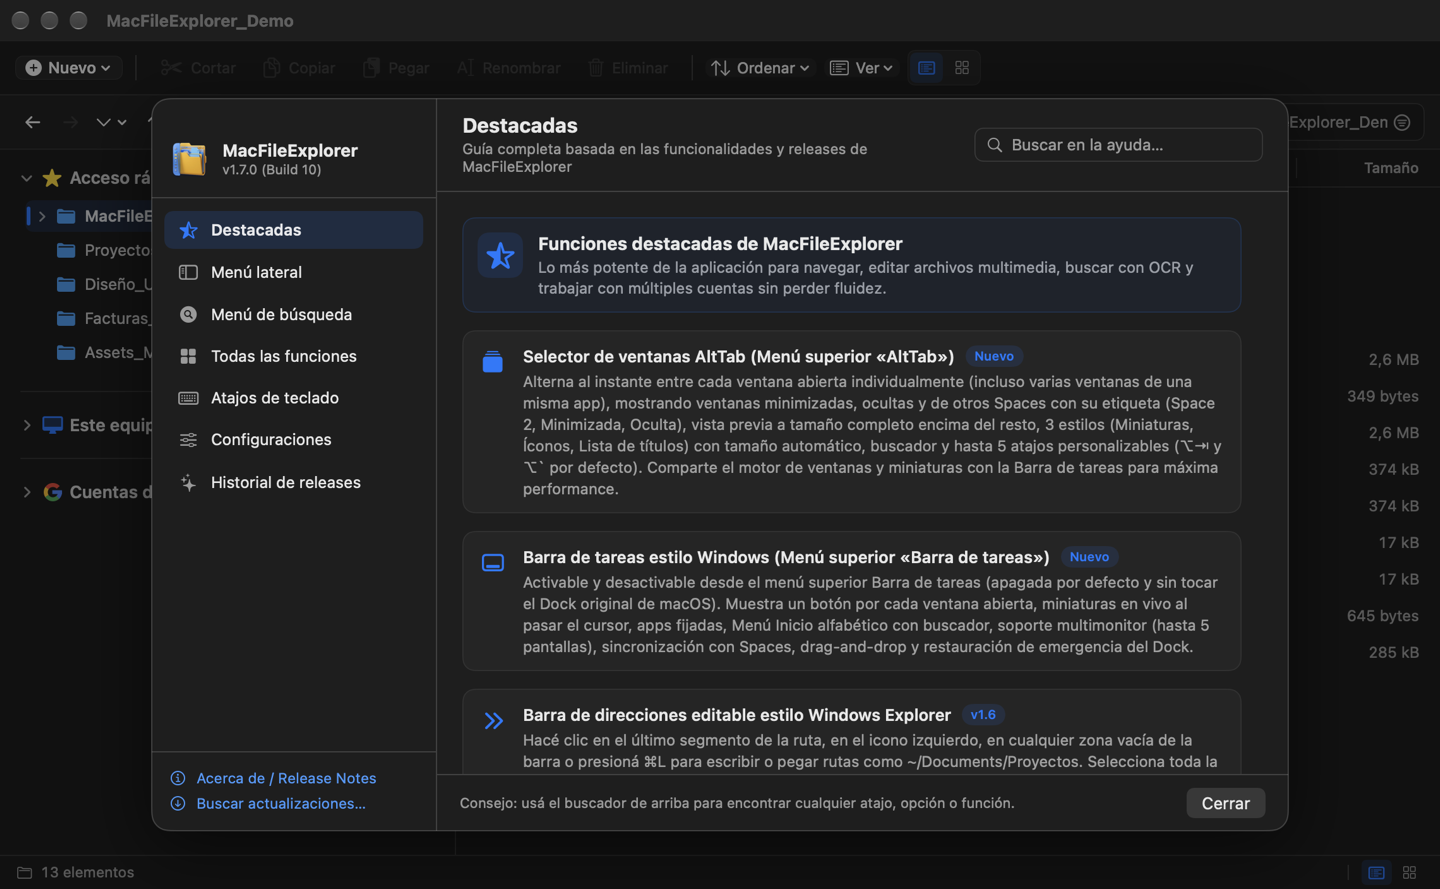 MacFileExplorer_Demo
Nuevo
Cortar
Copiar
Pegar
Renombrar
Eliminar
Ordenar
Ver
Explorer_Den
Acceso rá
MacFileE
Proyecto
Diseño_U
Facturas_
Assets_M
Este equip
Cuentas d
MacFileExplorer
v1.7.0 (Build 10)
Destacadas
Menú lateral
Menú de búsqueda
Todas las funciones
Atajos de teclado
Configuraciones
Historial de releases
Acerca de / Release Notes
Buscar actualizaciones...
Destacadas
Guía completa basada en las funcionalidades y releases de
MacFileExplorer
Buscar en la ayuda...
Funciones destacadas de MacFileExplorer
Lo más potente de la aplicación para navegar, editar archivos multimedia, buscar con OCR y
trabajar con múltiples cuentas sin perder fluidez.
Selector de ventanas AltTab (Menú superior «AltTab») Nuevo
Alterna al instante entre cada ventana abierta individualmente (incluso varias ventanas de una
misma app), mostrando ventanas minimizadas, ocultas y de otros Spaces con su etiqueta (Space
2, Minimizada, Oculta), vista previa a tamaño completo encima del resto, 3 estilos (Miniaturas,
Íconos, Lista de títulos) con tamaño automático, buscador y hasta 5 atajos personalizables (⌥⇥ y
⌥` por defecto). Comparte el motor de ventanas y miniaturas con la Barra de tareas para máxima
performance.
Barra de tareas estilo Windows (Menú superior «Barra de tareas») Nuevo
Activable y desactivable desde el menú superior Barra de tareas (apagada por defecto y sin tocar
el Dock original de macOS). Muestra un botón por cada ventana abierta, miniaturas en vivo al
pasar el cursor, apps fijadas, Menú Inicio alfabético con buscador, soporte multimonitor (hasta 5
pantallas), sincronización con Spaces, drag-and-drop y restauración de emergencia del Dock.
Barra de direcciones editable estilo Windows Explorer v1.6
Hacé clic en el último segmento de la ruta, en el icono izquierdo, en cualquier zona vacía de la
barra o presioná ⌘L para escribir o pegar rutas como ~/Documents/Proyectos. Selecciona toda la
Consejo: usá el buscador de arriba para encontrar cualquier atajo, opción o función.
Cerrar
Tamaño
2,6 MB
349 bytes
2,6 MB
374 kB
374 kB
17 kB
17 kB
645 bytes
285 kB
13 elementos